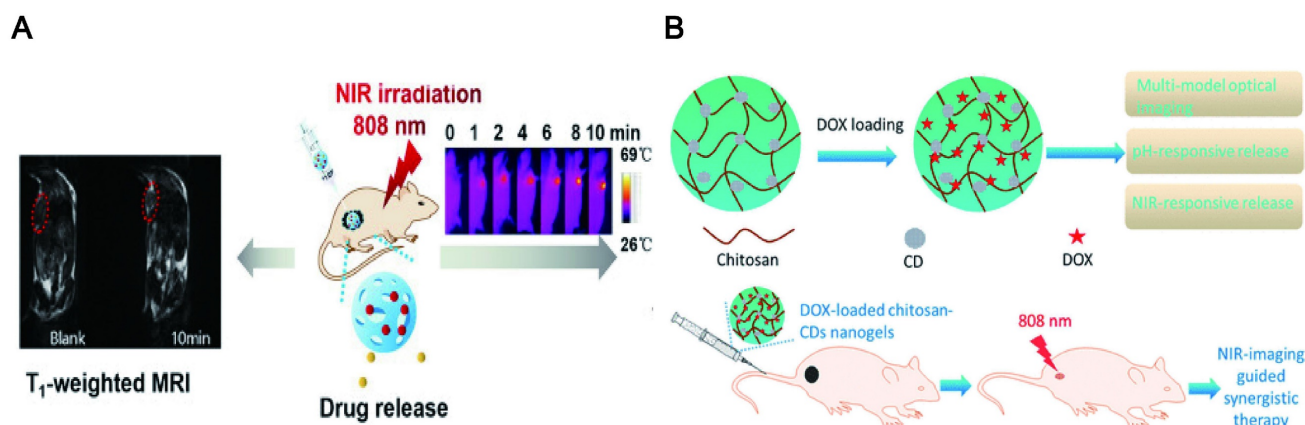 A
NIR irradiation
808 nm
0 1 2 4 6 8 10 min
69℃
26℃
Blank
10min
T₁-weighted MRI
Drug release
B
DOX loading
Multi-model optical
imaging
pH-responsive release
NIR-responsive release
Chitosan
CD
DOX
DOX-loaded chitosan-
CDs nanogels
808 nm
NIR-imaging
guided
synergistic
therapy